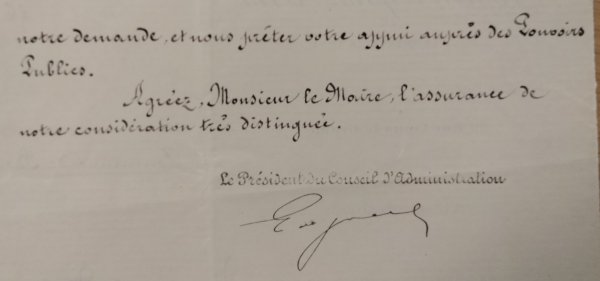 notre demande, et nous prêter votre appui auprès des Pouvoirs
Publics.
Agréez, Monsieur le Maire, l'assurance de
notre considération très distinguée.
Le Président du Conseil d'Administration